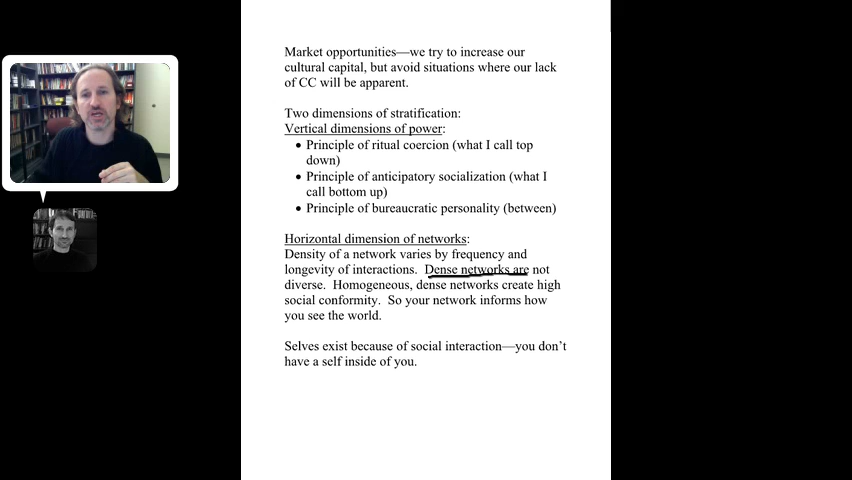 Market opportunities—we try to increase our
cultural capital, but avoid situations where our lack
of CC will be apparent.
Two dimensions of stratification:
Vertical dimensions of power:
• Principle of ritual coercion (what I call top
down)
• Principle of anticipatory socialization (what I
call bottom up)
• Principle of bureaucratic personality (between)
Horizontal dimension of networks:
Density of a network varies by frequency and
longevity of interactions.  Dense networks are not
diverse.  Homogeneous, dense networks create high
social conformity.  So your network informs how
you see the world.
Selves exist because of social interaction—you don’t
have a self inside of you.